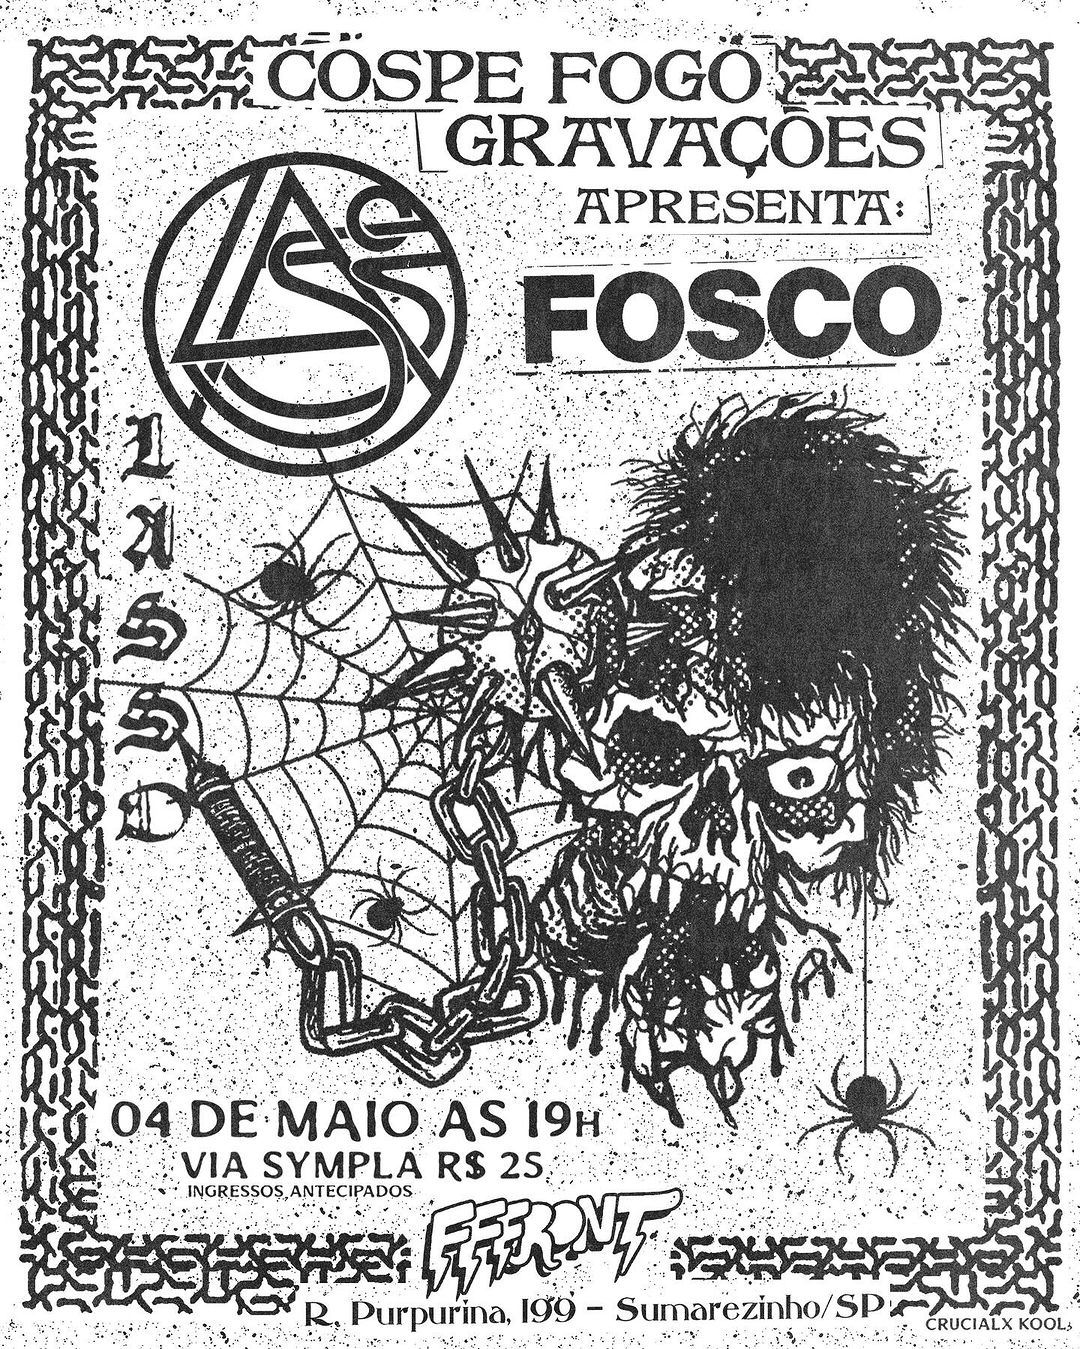 COSPE FOGO
GRAVAÇÕES
APRESENTA:
FOSCO
LASSO
04 DE MAIO AS 19H
VIA SYMPLA R$ 25
INGRESSOS ANTECIPADOS
FFFRONT
R. Purpurina, 199 - Sumarezinho/SP
CRUCIALX KOOL